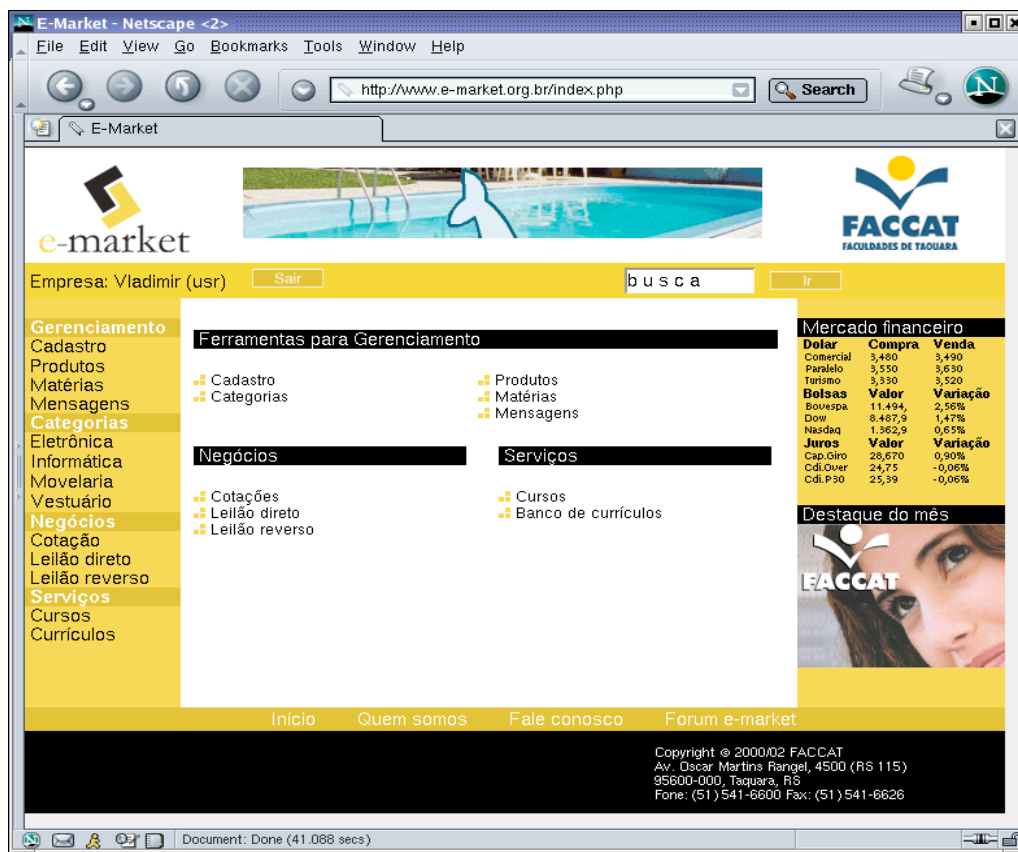 E-Market - Netscape <2>
File Edit View Go Bookmarks Tools Window Help
http://www.e-market.org.br/index.php
Search
N
E-Market
e-market
FACCAT
FACULDADES DE TAQUARA
Empresa: Vladimir (usr)
Sair
busca
Ir
Gerenciamento
Cadastro
Produtos
Matérias
Mensagens
Categorias
Eletrônica
Informática
Movelaria
Vestuário
Negócios
Cotação
Leilão direto
Leilão reverso
Serviços
Cursos
Currículos
Ferramentas para Gerenciamento
Cadastro
Categorias
Produtos
Matérias
Mensagens
Negócios
Cotações
Leilão direto
Leilão reverso
Serviços
Cursos
Banco de currículos
Mercado financeiro
Dolar Compra Venda
Comercial 3,480 3,490
Paralelo 3,550 3,630
Turismo 3,330 3,520
Bolsas Valor Variação
Bovespa 11.494, 2,56%
Dow 8.487,9 1,47%
Nasdaq 1.362,9 0,65%
Juros Valor Variação
Cap.Giro 28,670 0,90%
Cdi.Over 24,75 -0,06%
Cdi.P30 25,39 -0,06%
Destaque do mês
FACCAT
Início Quem somos Fale conosco Forum e-market
Copyright © 2000/02 FACCAT
Av. Oscar Martins Rangel, 4500 (RS 115)
95600-000, Taquara, RS
Fone: (51) 541-6600 Fax: (51) 541-6626
Document: Done (41.088 secs)